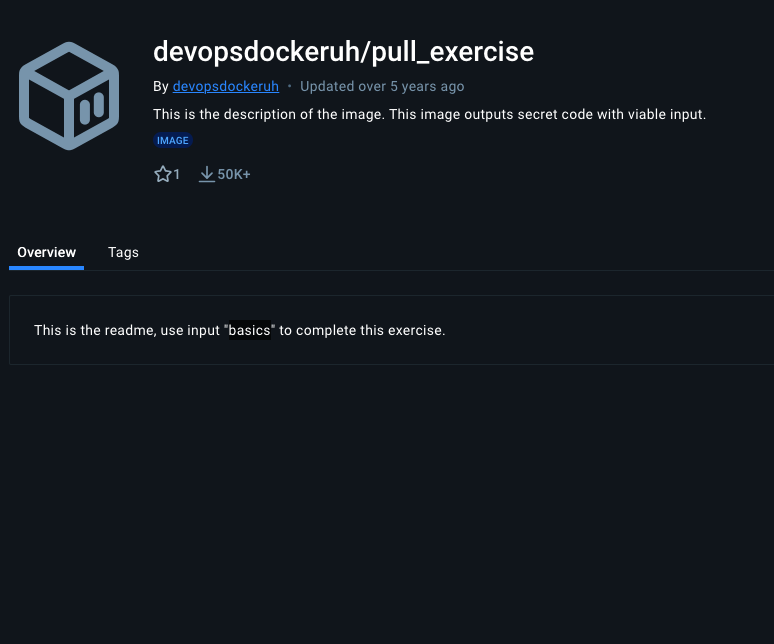 devopsdockeruh/pull_exercise
By devopsdockeruh • Updated over 5 years ago
This is the description of the image. This image outputs secret code with viable input.
IMAGE
1 50K+
Overview Tags
This is the readme, use input "basics" to complete this exercise.